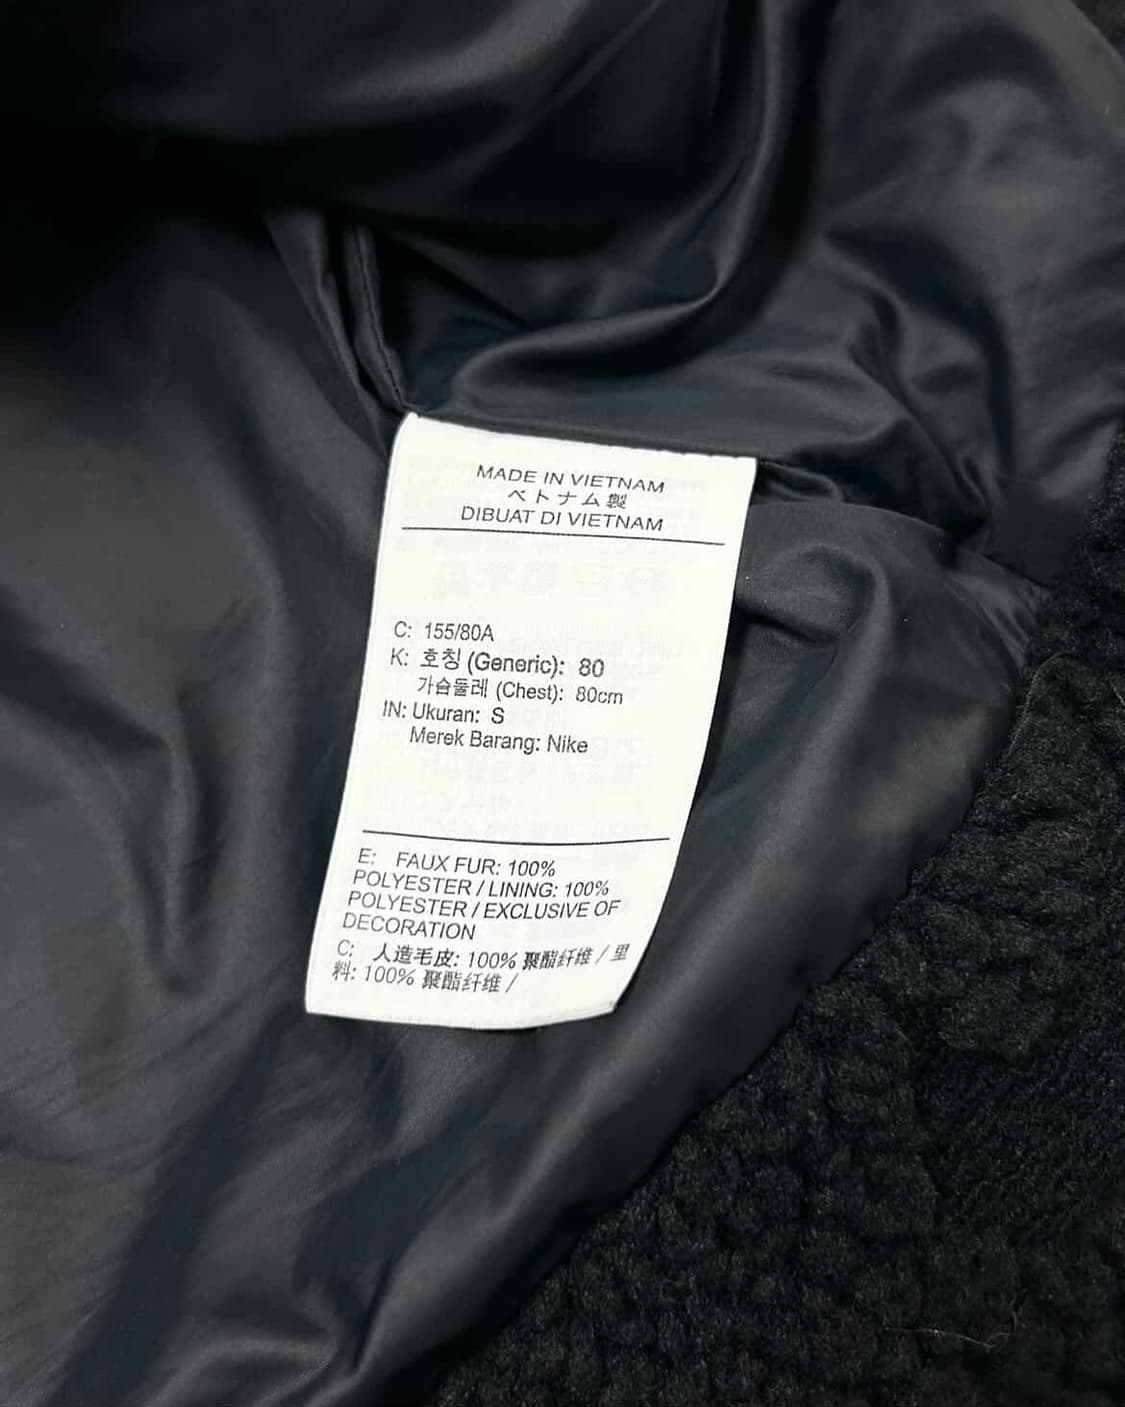 MADE IN VIETNAM
ベトナム製
DIBUAT DI VIETNAM
C: 155/80A
K: 호칭 (Generic): 80
가슴둘레 (Chest): 80cm
IN: Ukuran: S
Merek Barang: Nike
E: FAUX FUR: 100%
POLYESTER / LINING: 100%
POLYESTER / EXCLUSIVE OF
DECORATION
C: 人造毛皮: 100% 聚酯纤维 / 里
料: 100% 聚酯纤维 /